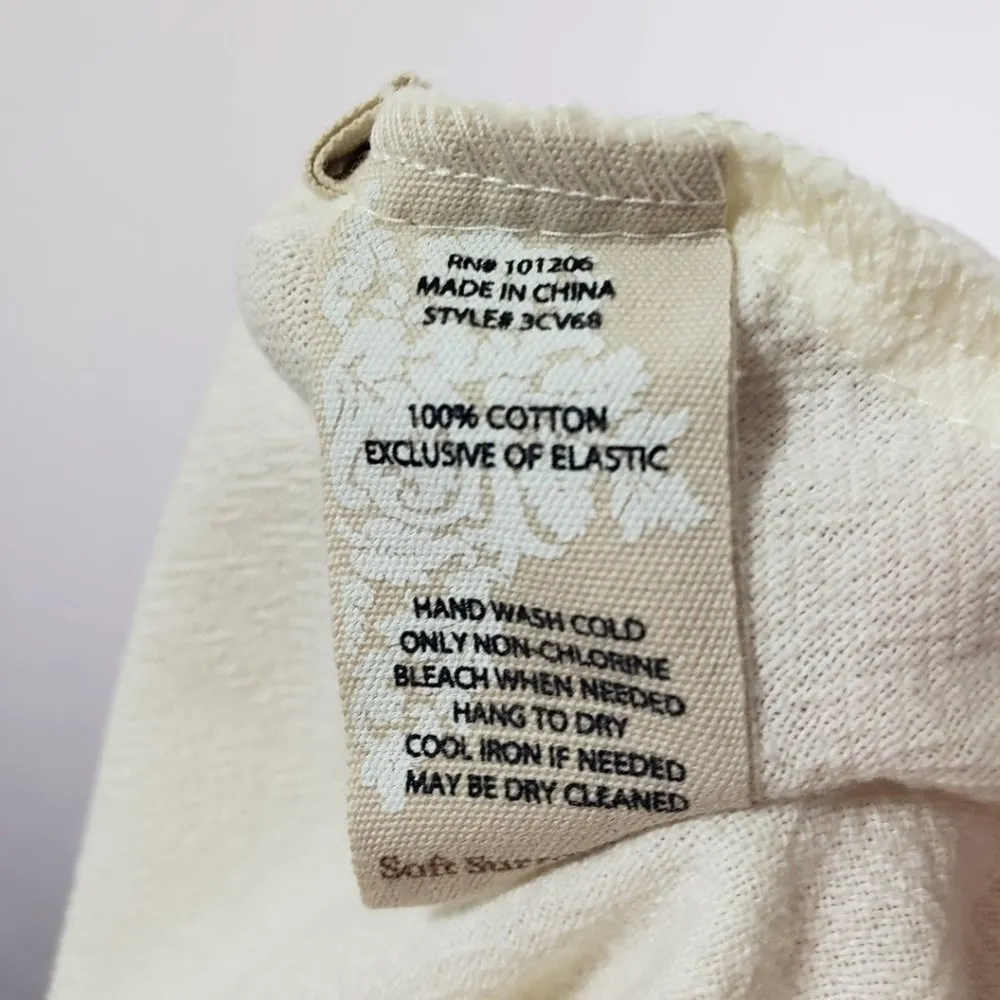 RN# 101206
MADE IN CHINA
STYLE# 3CV68
100% COTTON
EXCLUSIVE OF ELASTIC
HAND WASH COLD
ONLY NON-CHLORINE
BLEACH WHEN NEEDED
HANG TO DRY
COOL IRON IF NEEDED
MAY BE DRY CLEANED
Soft